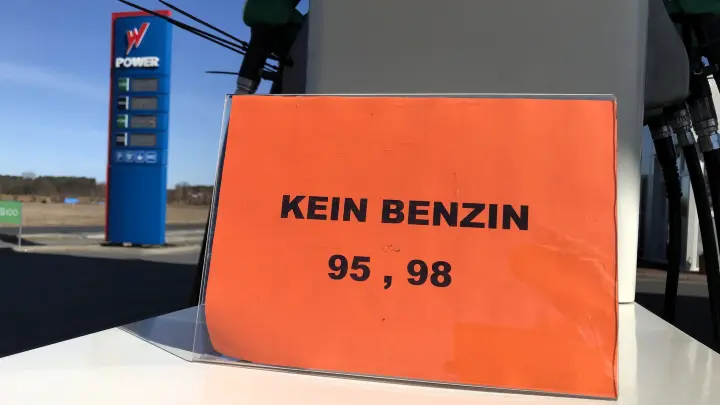 POWER
KEIN BENZIN
95 , 98